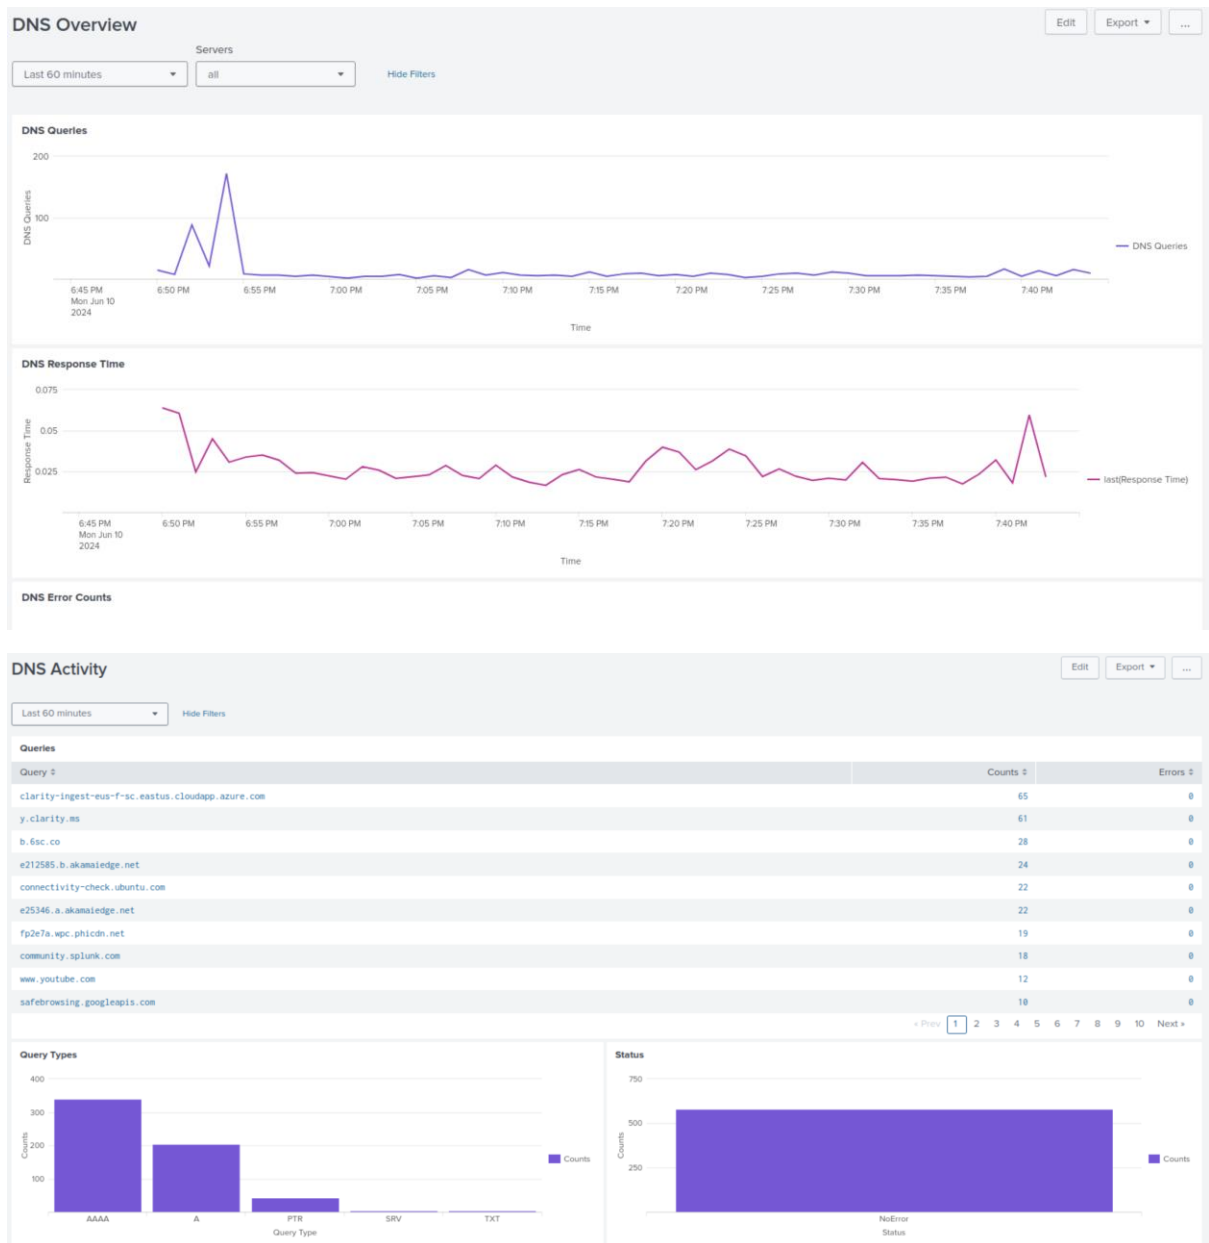 DNS Overview
Edit Export ...
Servers
Last 60 minutes all Hide Filters
DNS Queries
200
100
DNS Queries
DNS Queries
6:45 PM 6:50 PM 6:55 PM 7:00 PM 7:05 PM 7:10 PM 7:15 PM 7:20 PM 7:25 PM 7:30 PM 7:35 PM 7:40 PM
Mon Jun 10
2024
Time
DNS Response Time
0.075
0.05
0.025
Response Time
last(Response Time)
6:45 PM 6:50 PM 6:55 PM 7:00 PM 7:05 PM 7:10 PM 7:15 PM 7:20 PM 7:25 PM 7:30 PM 7:35 PM 7:40 PM
Mon Jun 10
2024
Time
DNS Error Counts
DNS Activity
Edit Export ...
Last 60 minutes Hide Filters
Queries
Query Counts Errors
clarity-ingest-eus-f-sc.eastus.cloudapp.azure.com 65 0
y.clarity.ms 61 0
b.6sc.co 28 0
e212585.b.akamaiedge.net 24 0
connectivity-check.ubuntu.com 22 0
e25346.a.akamaiedge.net 22 0
fp2e7a.wpc.phicdn.net 19 0
community.splunk.com 18 0
www.youtube.com 12 0
safebrowsing.googleapis.com 10 0
« Prev 1 2 3 4 5 6 7 8 9 10 Next »
Query Types
400
300
200
100
Counts
Counts
AAAA A PTR SRV TXT
Query Type
Status
750
500
250
Counts
Counts
NoError
Status